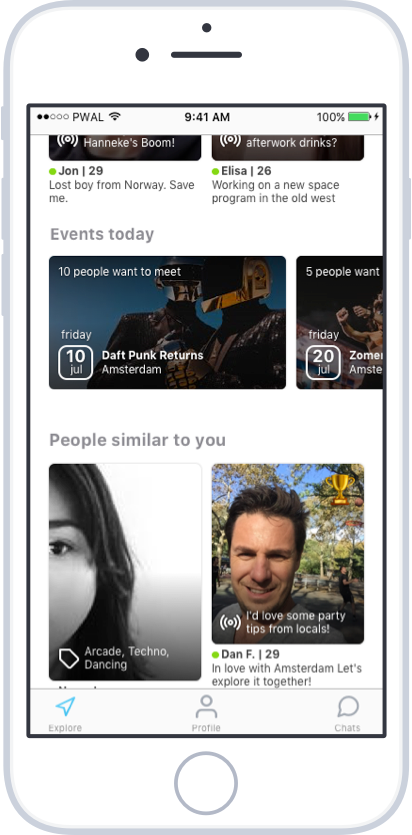 PWAL
9:41 AM
100%
Hanneke's Boom!
afterwork drinks?
Jon | 29
Lost boy from Norway. Save
me.
Elisa | 26
Working on a new space
program in the old west
Events today
10 people want to meet
friday
10
jul
Daft Punk Returns
Amsterdam
5 people want
friday
20
jul
Zomer
Amste
People similar to you
Arcade, Techno,
Dancing
I'd love some party
tips from locals!
Dan F. | 29
In love with Amsterdam Let's
explore it together!
Explore
Profile
Chats